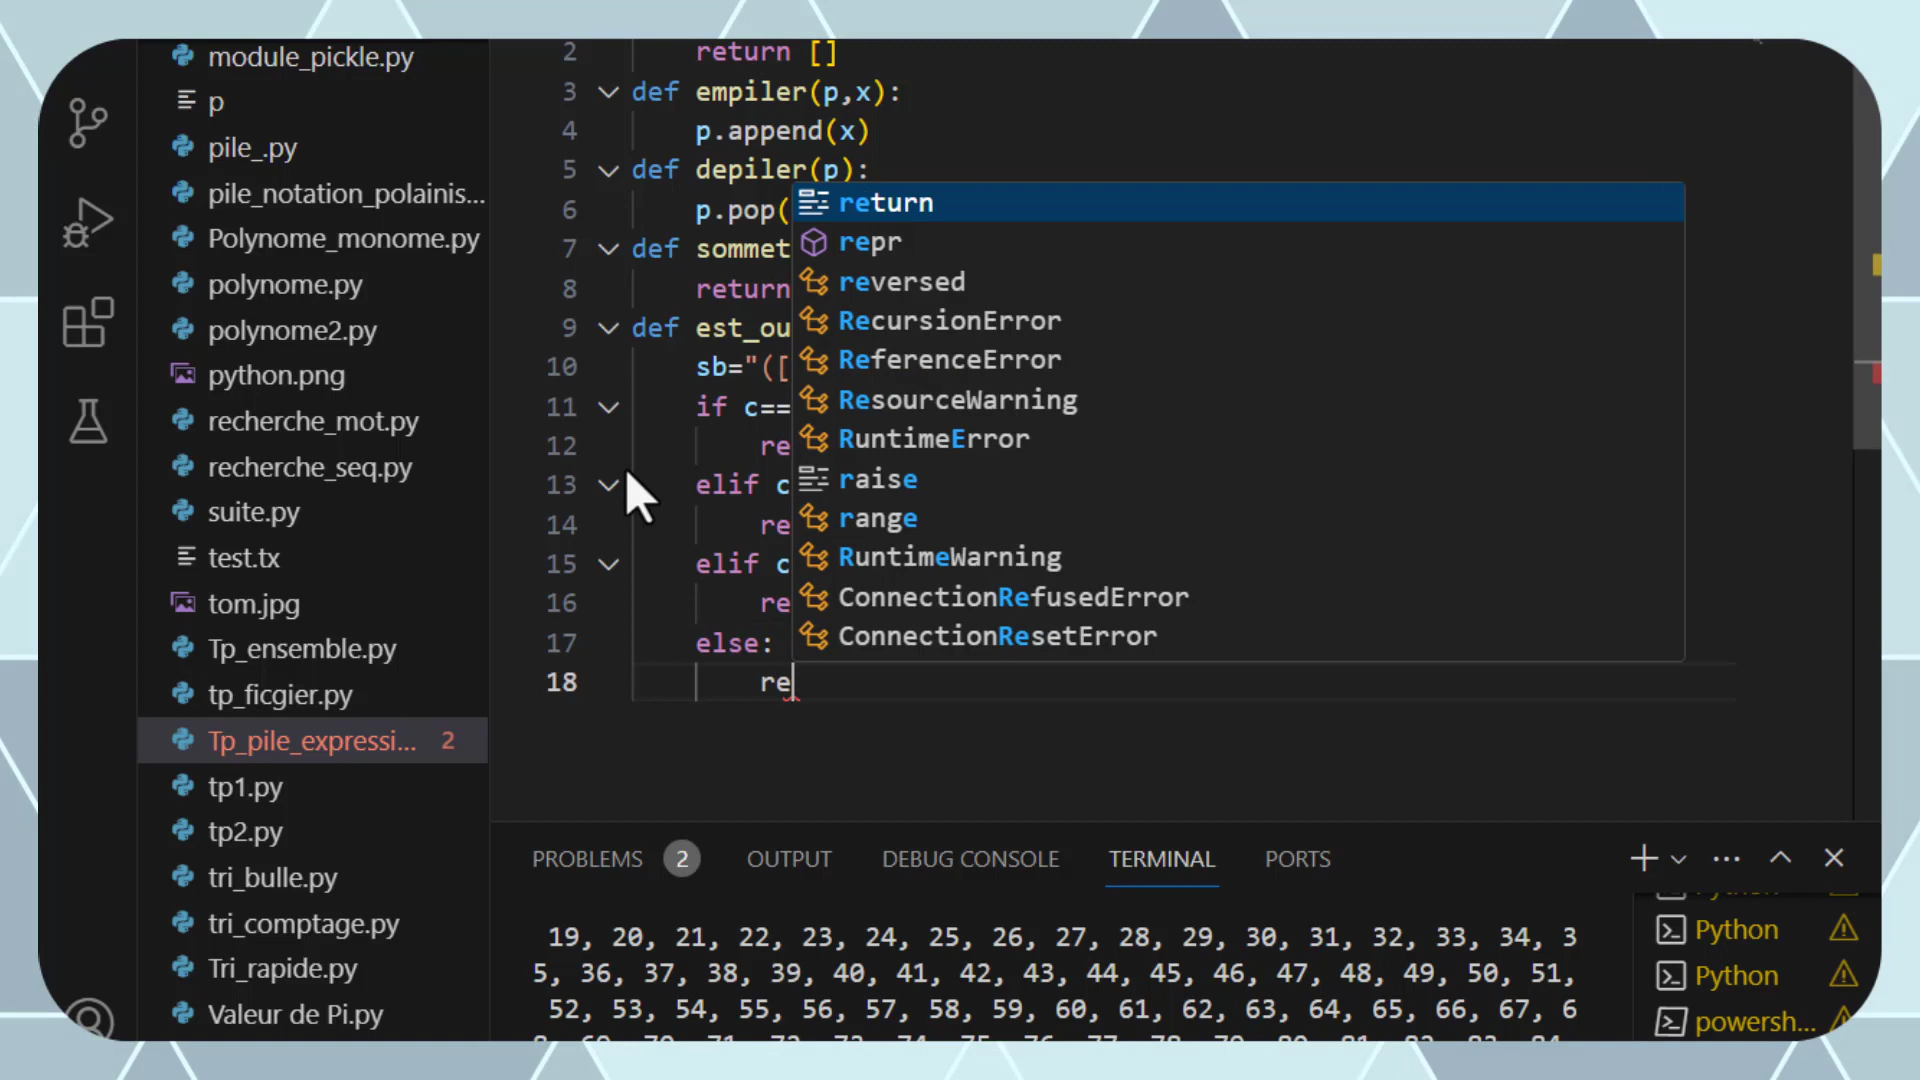 module_pickle.py
p
pile_.py
pile_notation_polainis...
Polynome_monome.py
polynome.py
polynome2.py
python.png
recherche_mot.py
recherche_seq.py
suite.py
test.tx
tom.jpg
Tp_ensemble.py
tp_ficgier.py
Tp_pile_expressi... 2
tp1.py
tp2.py
tri_bulle.py
tri_comptage.py
Tri_rapide.py
Valeur de Pi.py
2 return []
3 def empiler(p,x):
4 p.append(x)
5 def depiler(p):
6 p.pop(
7 def sommet
8 return
9 def est_ou
10 sb="([
11 if c==
12 re
13 elif c
14 re
15 elif c
16 re
17 else:
18 re
return
repr
reversed
RecursionError
ReferenceError
ResourceWarning
RuntimeError
raise
range
RuntimeWarning
ConnectionRefusedError
ConnectionResetError
PROBLEMS 2 OUTPUT DEBUG CONSOLE TERMINAL PORTS
19, 20, 21, 22, 23, 24, 25, 26, 27, 28, 29, 30, 31, 32, 33, 34, 3
5, 36, 37, 38, 39, 40, 41, 42, 43, 44, 45, 46, 47, 48, 49, 50, 51,
52, 53, 54, 55, 56, 57, 58, 59, 60, 61, 62, 63, 64, 65, 66, 67, 6
Python
Python
powersh...